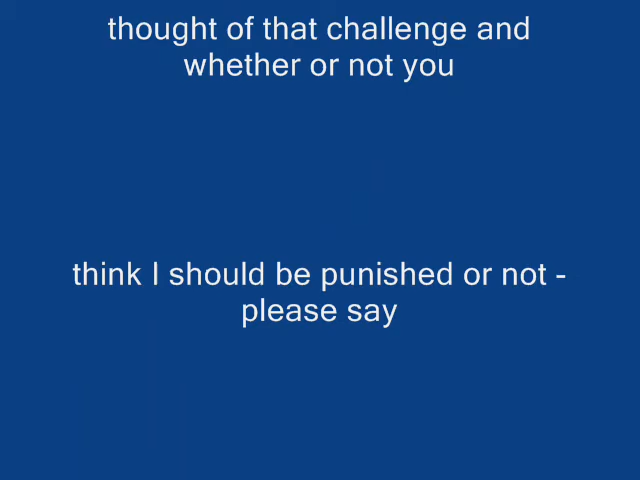 thought of that challenge and
whether or not you
think I should be punished or not -
please say